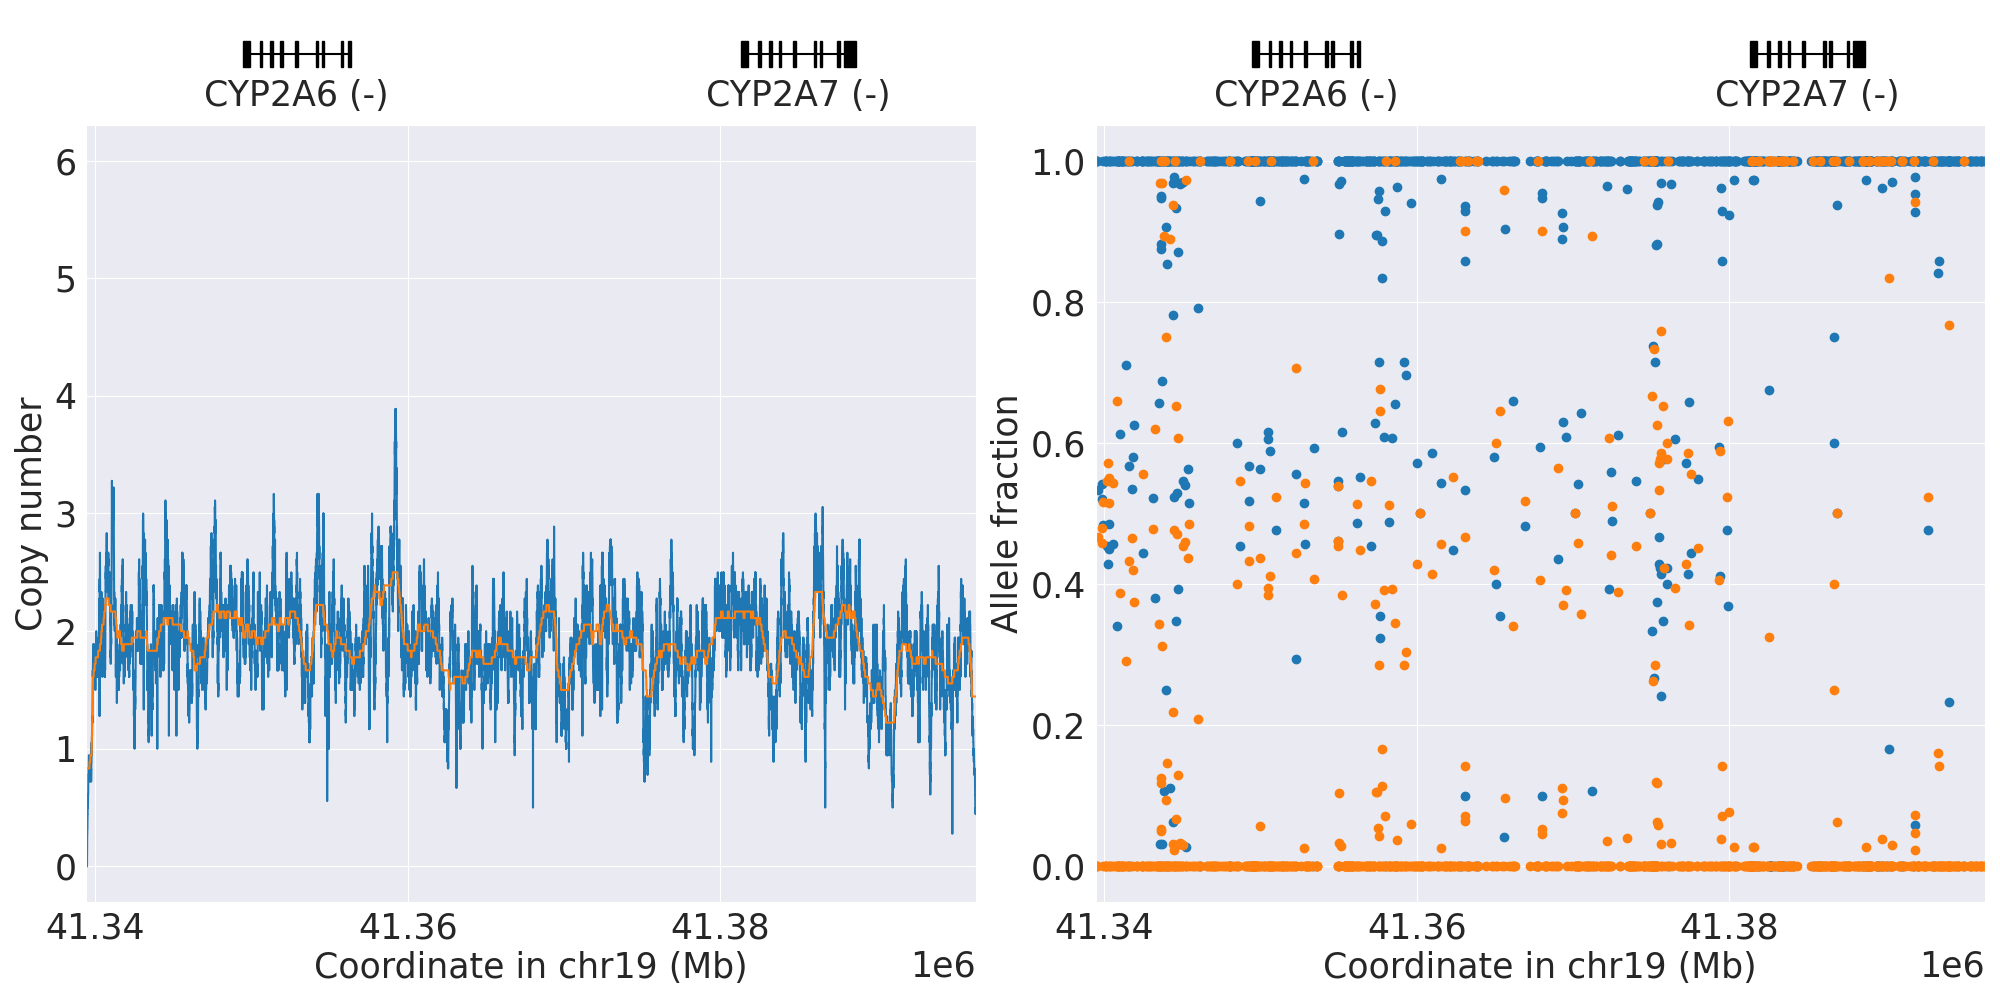 CYP2A6 (-) CYP2A7 (-)
6
5
4
3
2
1
0
Copy number
41.34 41.36 41.38
Coordinate in chr19 (Mb) 1e6
CYP2A6 (-) CYP2A7 (-)
1.0
0.8
0.6
0.4
0.2
0.0
Allele fraction
41.34 41.36 41.38
Coordinate in chr19 (Mb) 1e6